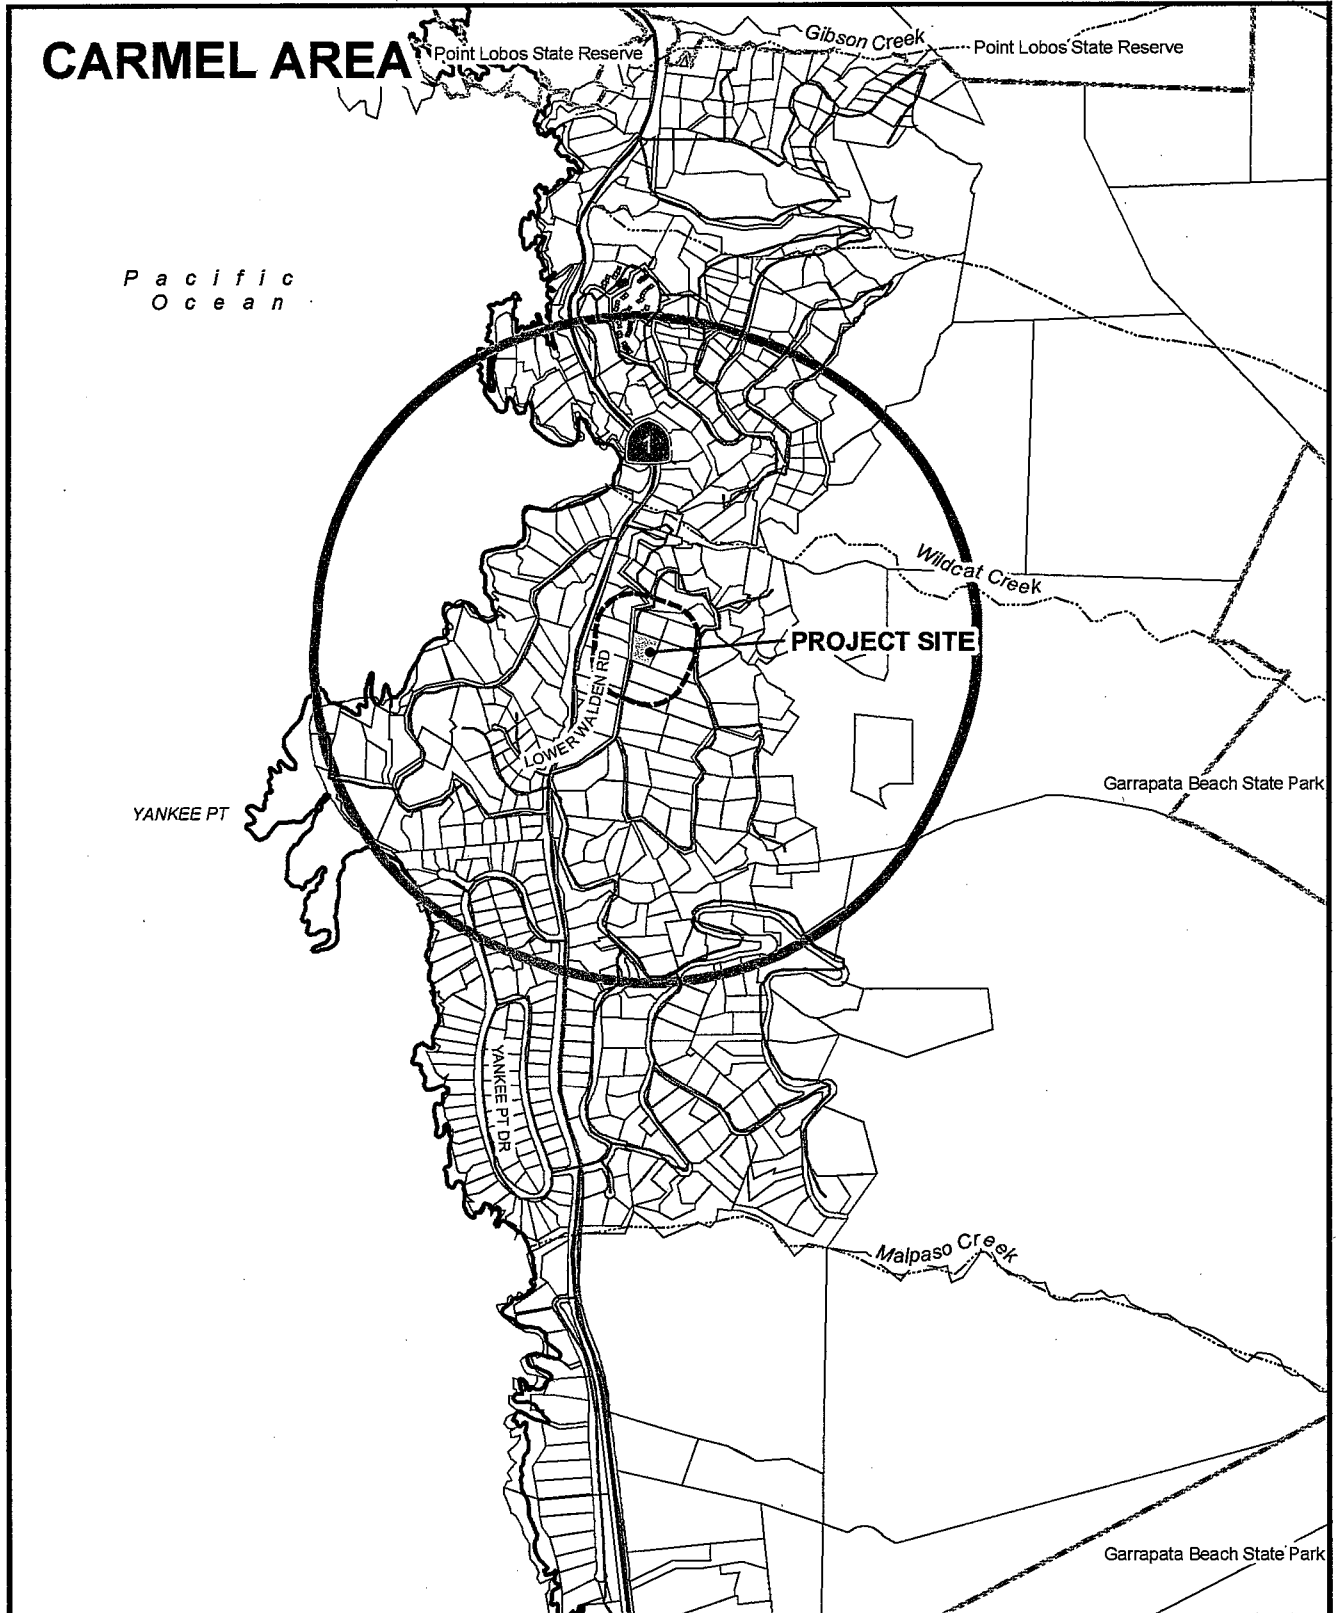 CARMEL AREA
Point Lobos State Reserve
Gibson Creek
Point Lobos State Reserve
Pacific
Ocean
1
Wildcat Creek
PROJECT SITE
LOWER WALDEN RD
Garrapata Beach State Park
YANKEE PT
YANKEE PT DR
Malpaso Creek
Garrapata Beach State Park